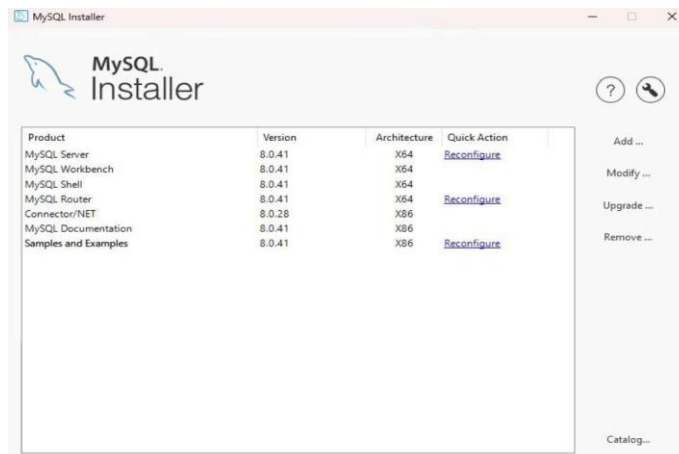 MySQL Installer
MySQL.
Installer
?
Product Version Architecture Quick Action
MySQL Server 8.0.41 X64 Reconfigure
MySQL Workbench 8.0.41 X64
MySQL Shell 8.0.41 X64
MySQL Router 8.0.41 X64 Reconfigure
Connector/NET 8.0.28 X86
MySQL Documentation 8.0.41 X86
Samples and Examples 8.0.41 X86 Reconfigure
Add ...
Modify ...
Upgrade ...
Remove ...
Catalog...